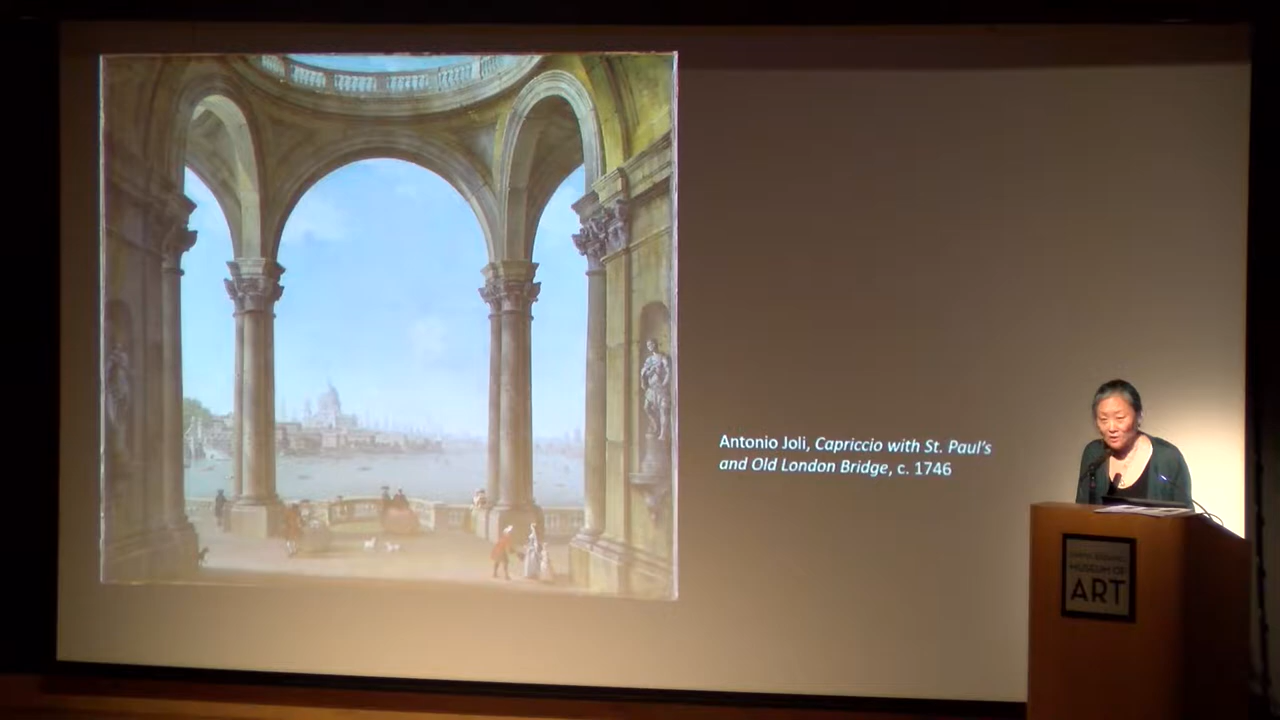 Antonio Joli, Capriccio with St. Paul's
and Old London Bridge, c. 1746
MUSEUM OF
ART